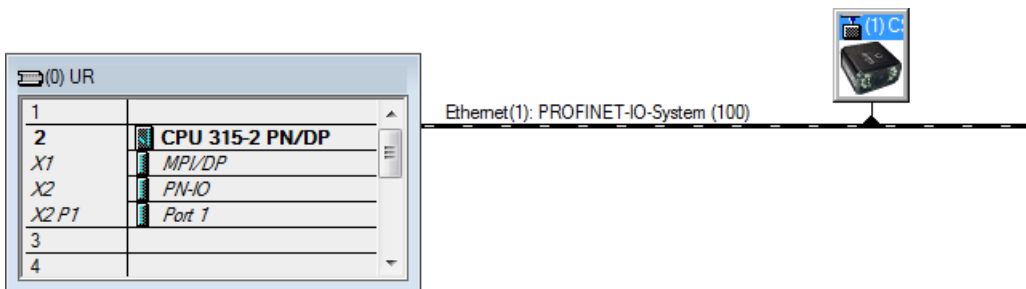 (0) UR
1
2 CPU 315-2 PN/DP
X1 MPI/DP
X2 PN-IO
X2 P1 Port 1
3
4
Ethernet(1): PROFINET-IO-System (100)
(1) CS